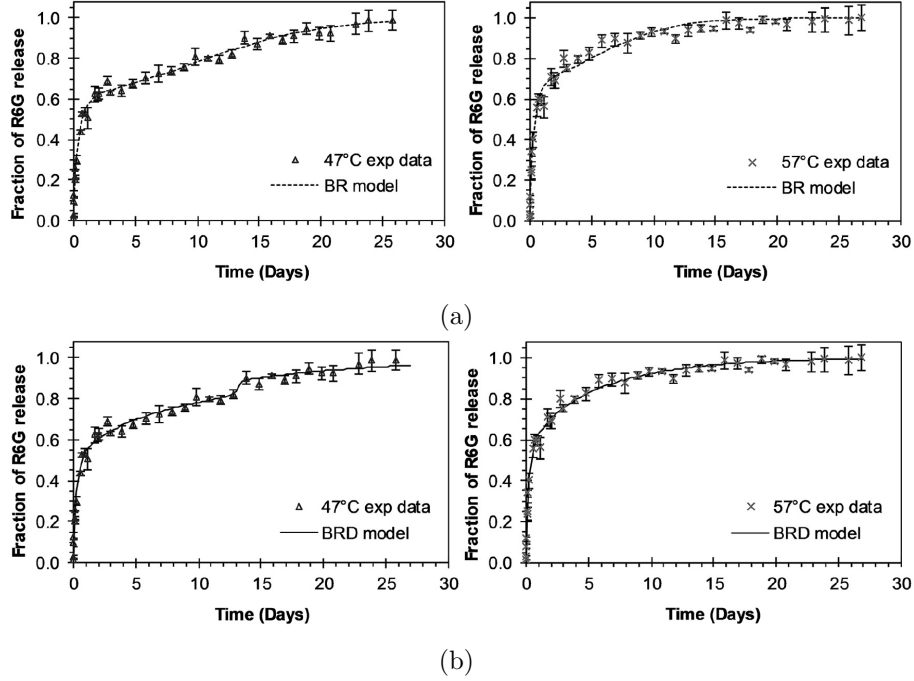 Fraction of R6G release
1.0
0.8
0.6
0.4
0.2
0.0
47°C exp data
BR model
0 5 10 15 20 25 30
Time (Days)
Fraction of R6G release
1.0
0.8
0.6
0.4
0.2
0.0
57°C exp data
BR model
0 5 10 15 20 25 30
Time (Days)
(a)
Fraction of R6G release
1.0
0.8
0.6
0.4
0.2
0.0
47°C exp data
BRD model
0 5 10 15 20 25 30
Time (Days)
Fraction of R6G release
1.0
0.8
0.6
0.4
0.2
0.0
57°C exp data
BRD model
0 5 10 15 20 25 30
Time (Days)
(b)